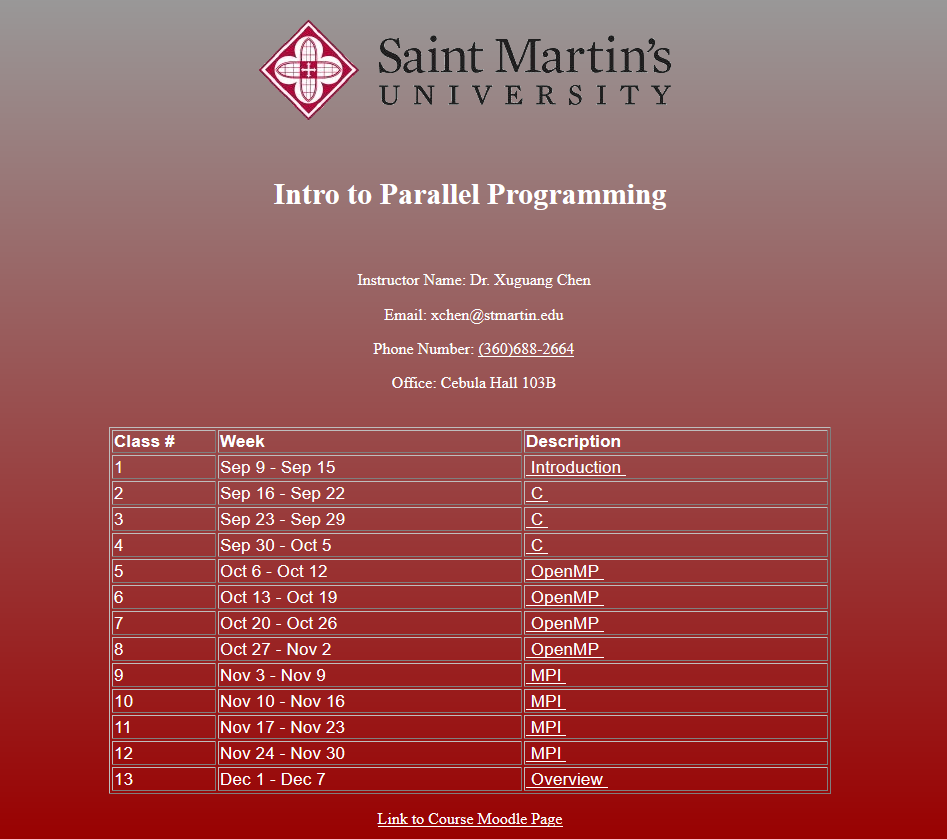 Saint Martin's
UNIVERSITY
Intro to Parallel Programming
Instructor Name: Dr. Xuguang Chen
Email: xchen@stmartin.edu
Phone Number: (360)688-2664
Office: Cebula Hall 103B
Class # Week Description
1 Sep 9 - Sep 15 Introduction
2 Sep 16 - Sep 22 C
3 Sep 23 - Sep 29 C
4 Sep 30 - Oct 5 C
5 Oct 6 - Oct 12 OpenMP
6 Oct 13 - Oct 19 OpenMP
7 Oct 20 - Oct 26 OpenMP
8 Oct 27 - Nov 2 OpenMP
9 Nov 3 - Nov 9 MPI
10 Nov 10 - Nov 16 MPI
11 Nov 17 - Nov 23 MPI
12 Nov 24 - Nov 30 MPI
13 Dec 1 - Dec 7 Overview
Link to Course Moodle Page